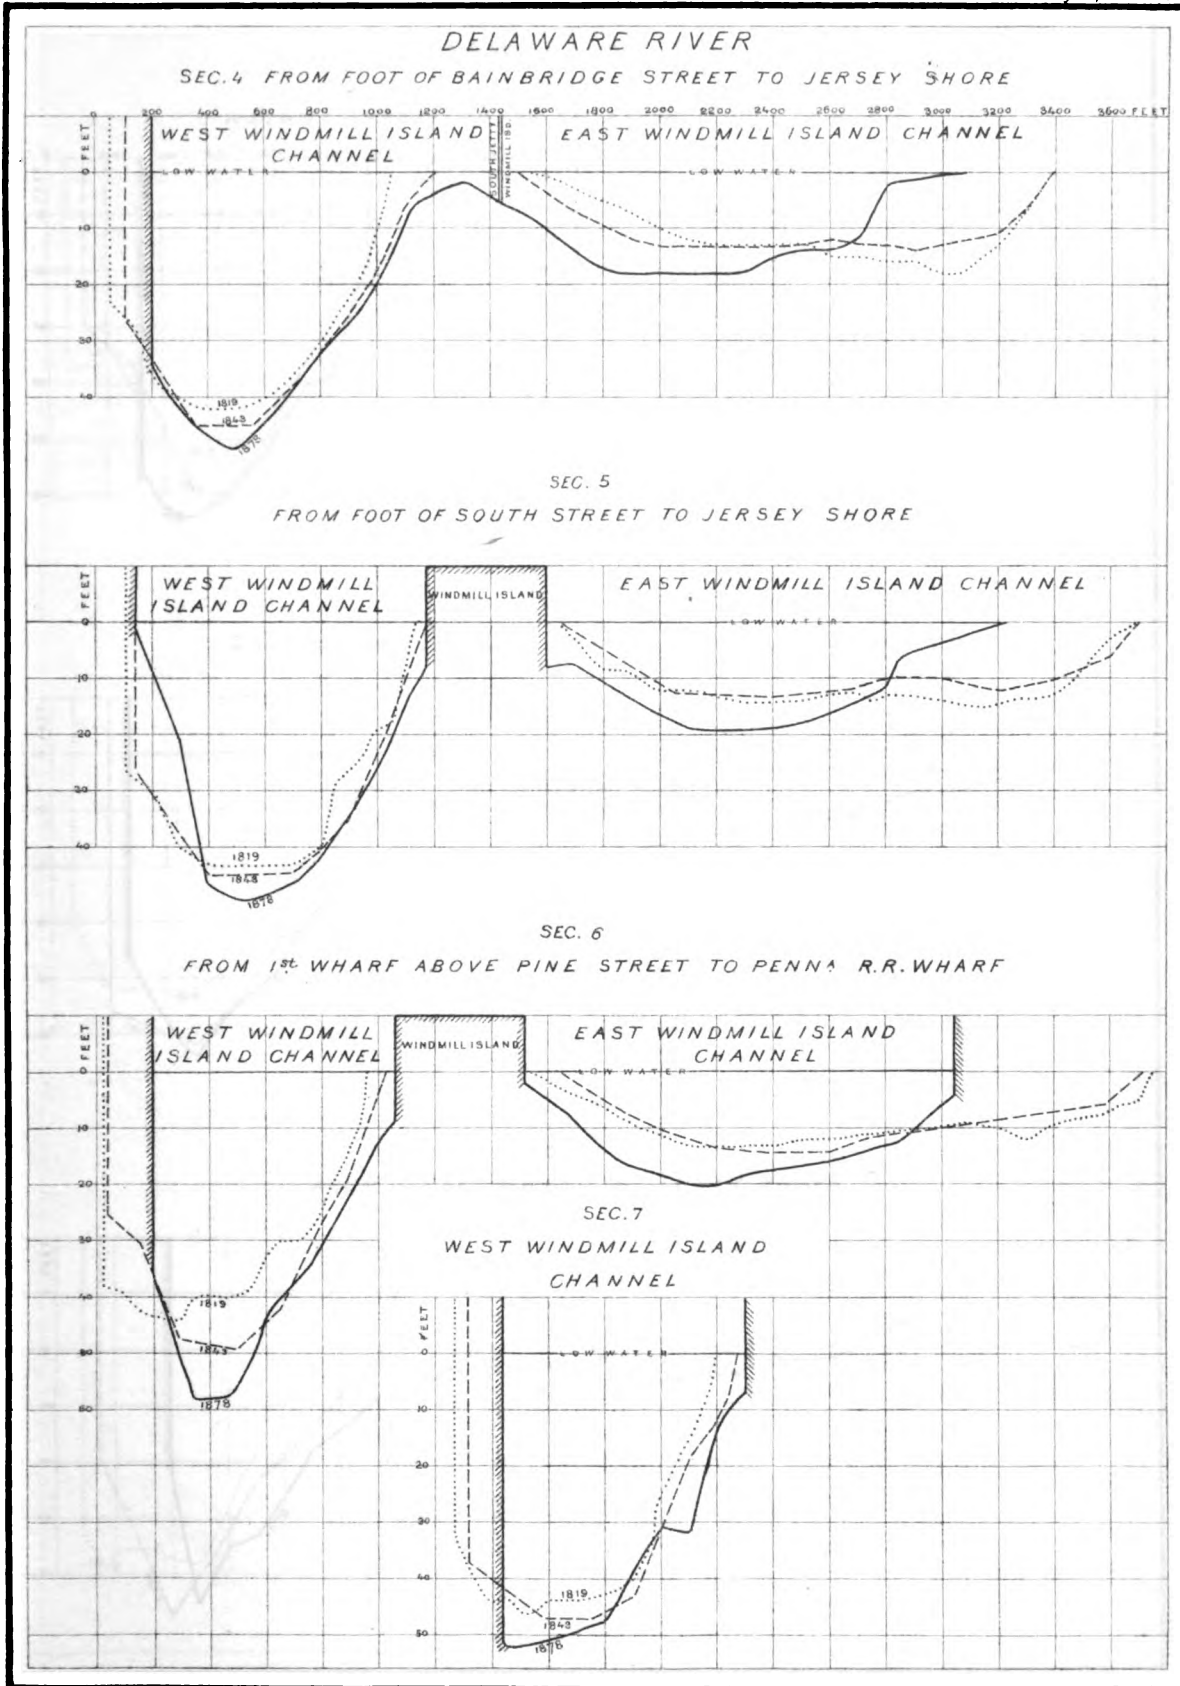 DELAWARE RIVER
SEC. 4 FROM FOOT OF BAINBRIDGE STREET TO JERSEY SHORE
0 200 400 600 800 1000 1200 1400 1600 1800 2000 2200 2400 2600 2800 3000 3200 3400 3600 FEET
WEST WINDMILL ISLAND
CHANNEL
SOUTH JETTY
WINDMILL ISD.
EAST WINDMILL ISLAND CHANNEL
FEET
0
LOW WATER
LOW WATER
10
20
30
40
1819
1843
1878
SEC. 5
FROM FOOT OF SOUTH STREET TO JERSEY SHORE
WEST WINDMILL
ISLAND CHANNEL
WINDMILL ISLAND
EAST WINDMILL ISLAND CHANNEL
FEET
0
LOW WATER
10
20
30
40
1819
1843
1878
SEC. 6
FROM 1st WHARF ABOVE PINE STREET TO PENNA R.R. WHARF
WEST WINDMILL
ISLAND CHANNEL
WINDMILL ISLAND
EAST WINDMILL ISLAND
CHANNEL
FEET
0
LOW WATER
10
20
30
40
50
60
1819
1843
1878
SEC. 7
WEST WINDMILL ISLAND
CHANNEL
FEET
0
LOW WATER
10
20
30
40
50
1819
1843
1878